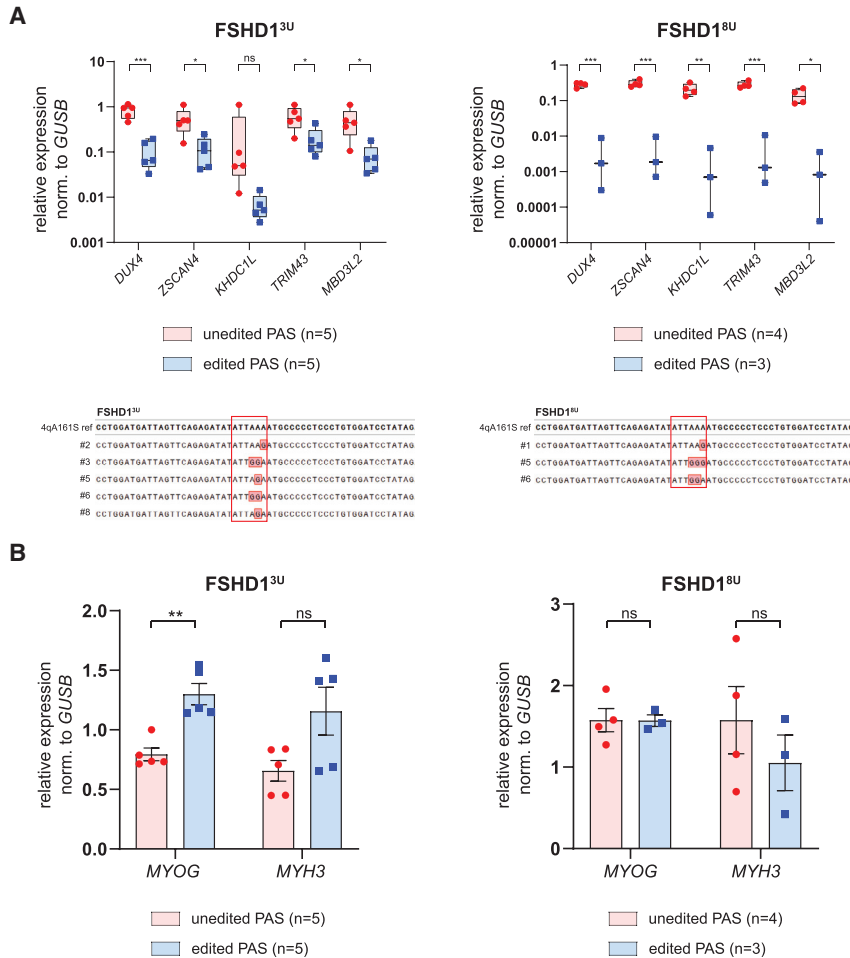 A
FSHD1³ᵁ
relative expression
norm. to GUSB
10
1
0.1
0.01
0.001
***
*
ns
*
*
DUX4
ZSCAN4
KHDC1L
TRIM43
MBD3L2
unedited PAS (n=5)
edited PAS (n=5)
FSHD1⁸ᵁ
relative expression
norm. to GUSB
1
0.1
0.01
0.001
0.0001
0.00001
***
***
**
***
*
DUX4
ZSCAN4
KHDC1L
TRIM43
MBD3L2
unedited PAS (n=4)
edited PAS (n=3)
FSHD1³ᵁ
4qA161S ref CCTGGATGATTAGTTCAGAGATATATTAAAATGCCCCCTCCCTGTGGATCCTATAG
#2 CCTGGATGATTAGTTCAGAGATATATTAAGATGCCCCCTCCCTGTGGATCCTATAG
#3 CCTGGATGATTAGTTCAGAGATATATTGGAATGCCCCCTCCCTGTGGATCCTATAG
#5 CCTGGATGATTAGTTCAGAGATATATTAGAATGCCCCCTCCCTGTGGATCCTATAG
#6 CCTGGATGATTAGTTCAGAGATATATTGGAATGCCCCCTCCCTGTGGATCCTATAG
#8 CCTGGATGATTAGTTCAGAGATATATTAGAATGCCCCCTCCCTGTGGATCCTATAG
FSHD1⁸ᵁ
4qA161S ref CCTGGATGATTAGTTCAGAGATATATTAAAATGCCCCCTCCCTGTGGATCCTATAG
#1 CCTGGATGATTAGTTCAGAGATATATTAAGATGCCCCCTCCCTGTGGATCCTATAG
#5 CCTGGATGATTAGTTCAGAGATATATTGGGATGCCCCCTCCCTGTGGATCCTATAG
#6 CCTGGATGATTAGTTCAGAGATATATTGGAATGCCCCCTCCCTGTGGATCCTATAG
B
FSHD1³ᵁ
relative expression
norm. to GUSB
2.0
1.5
1.0
0.5
0.0
**
ns
MYOG
MYH3
unedited PAS (n=5)
edited PAS (n=5)
FSHD1⁸ᵁ
relative expression
norm. to GUSB
3
2
1
0
ns
ns
MYOG
MYH3
unedited PAS (n=4)
edited PAS (n=3)